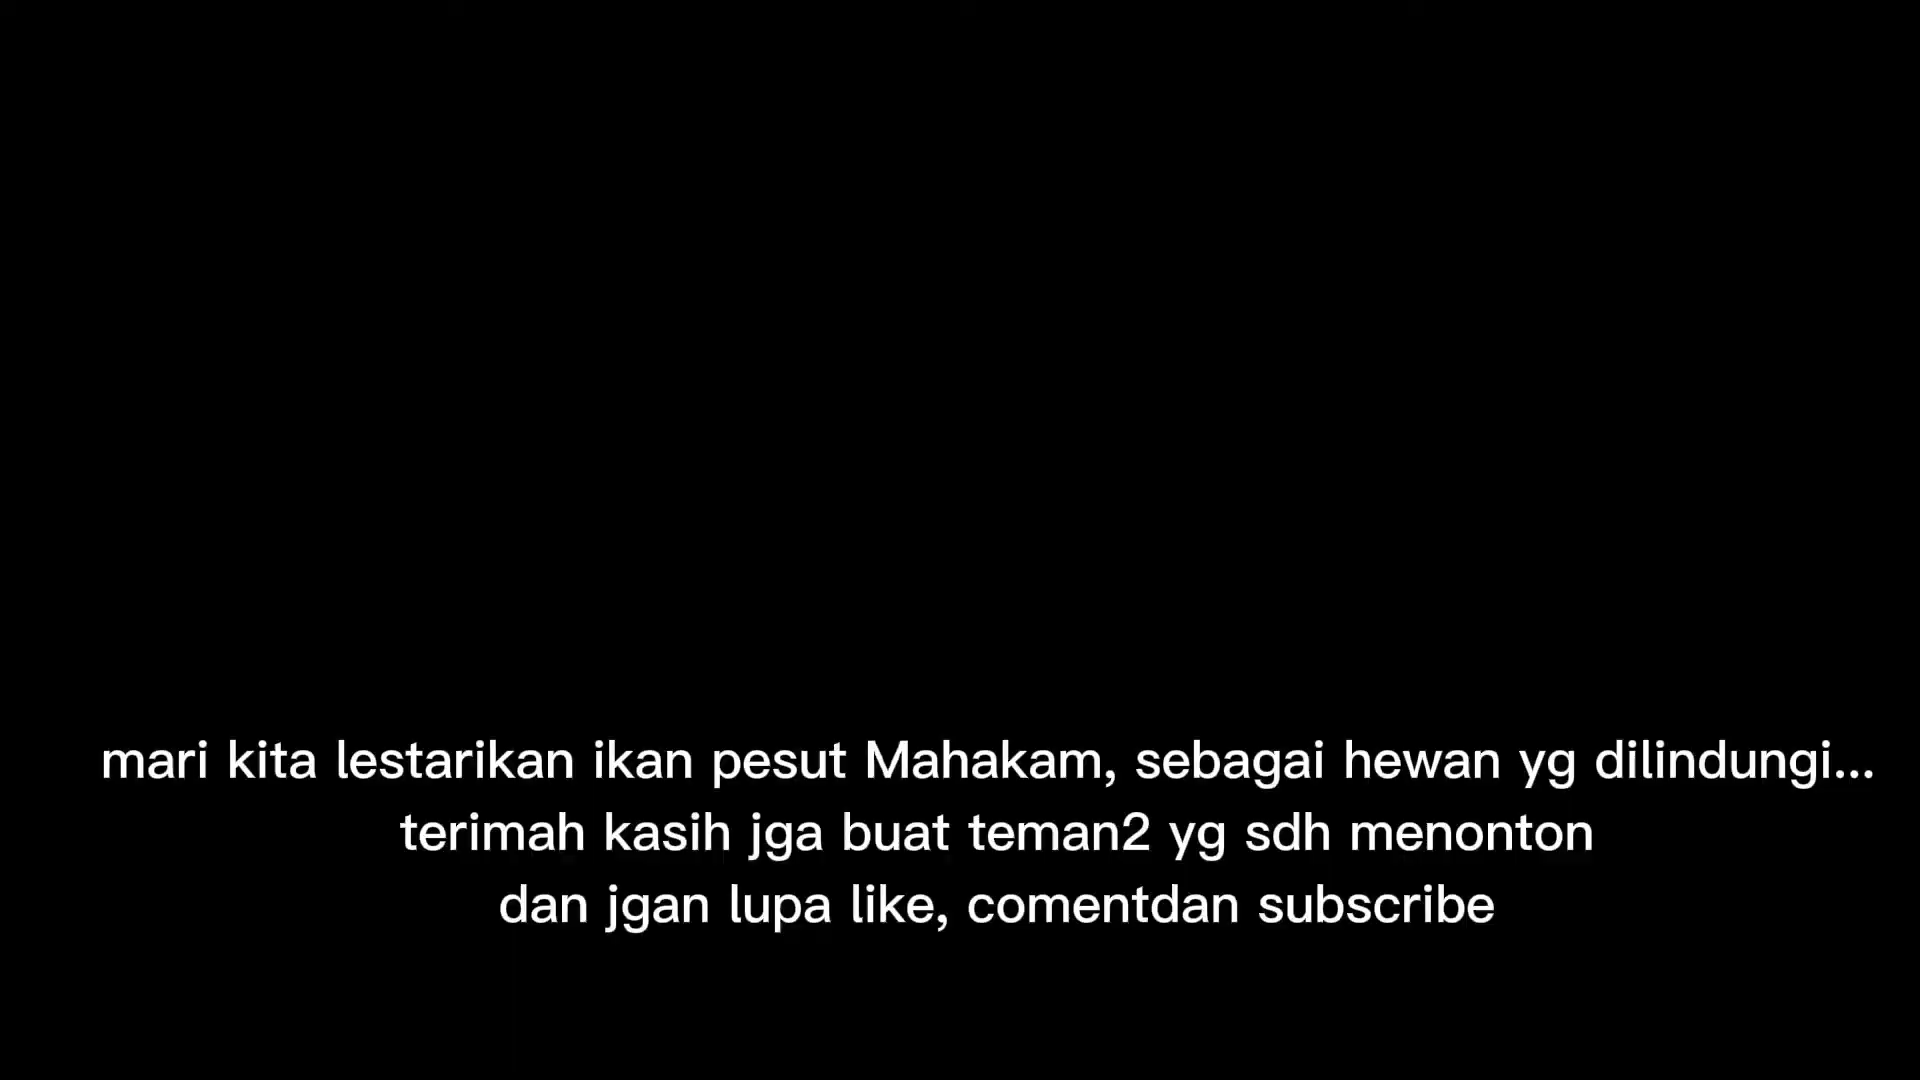 mari kita lestarikan ikan pesut Mahakam, sebagai hewan yg dilindungi...
terimah kasih jga buat teman2 yg sdh menonton
dan jgan lupa like, comentdan subscribe